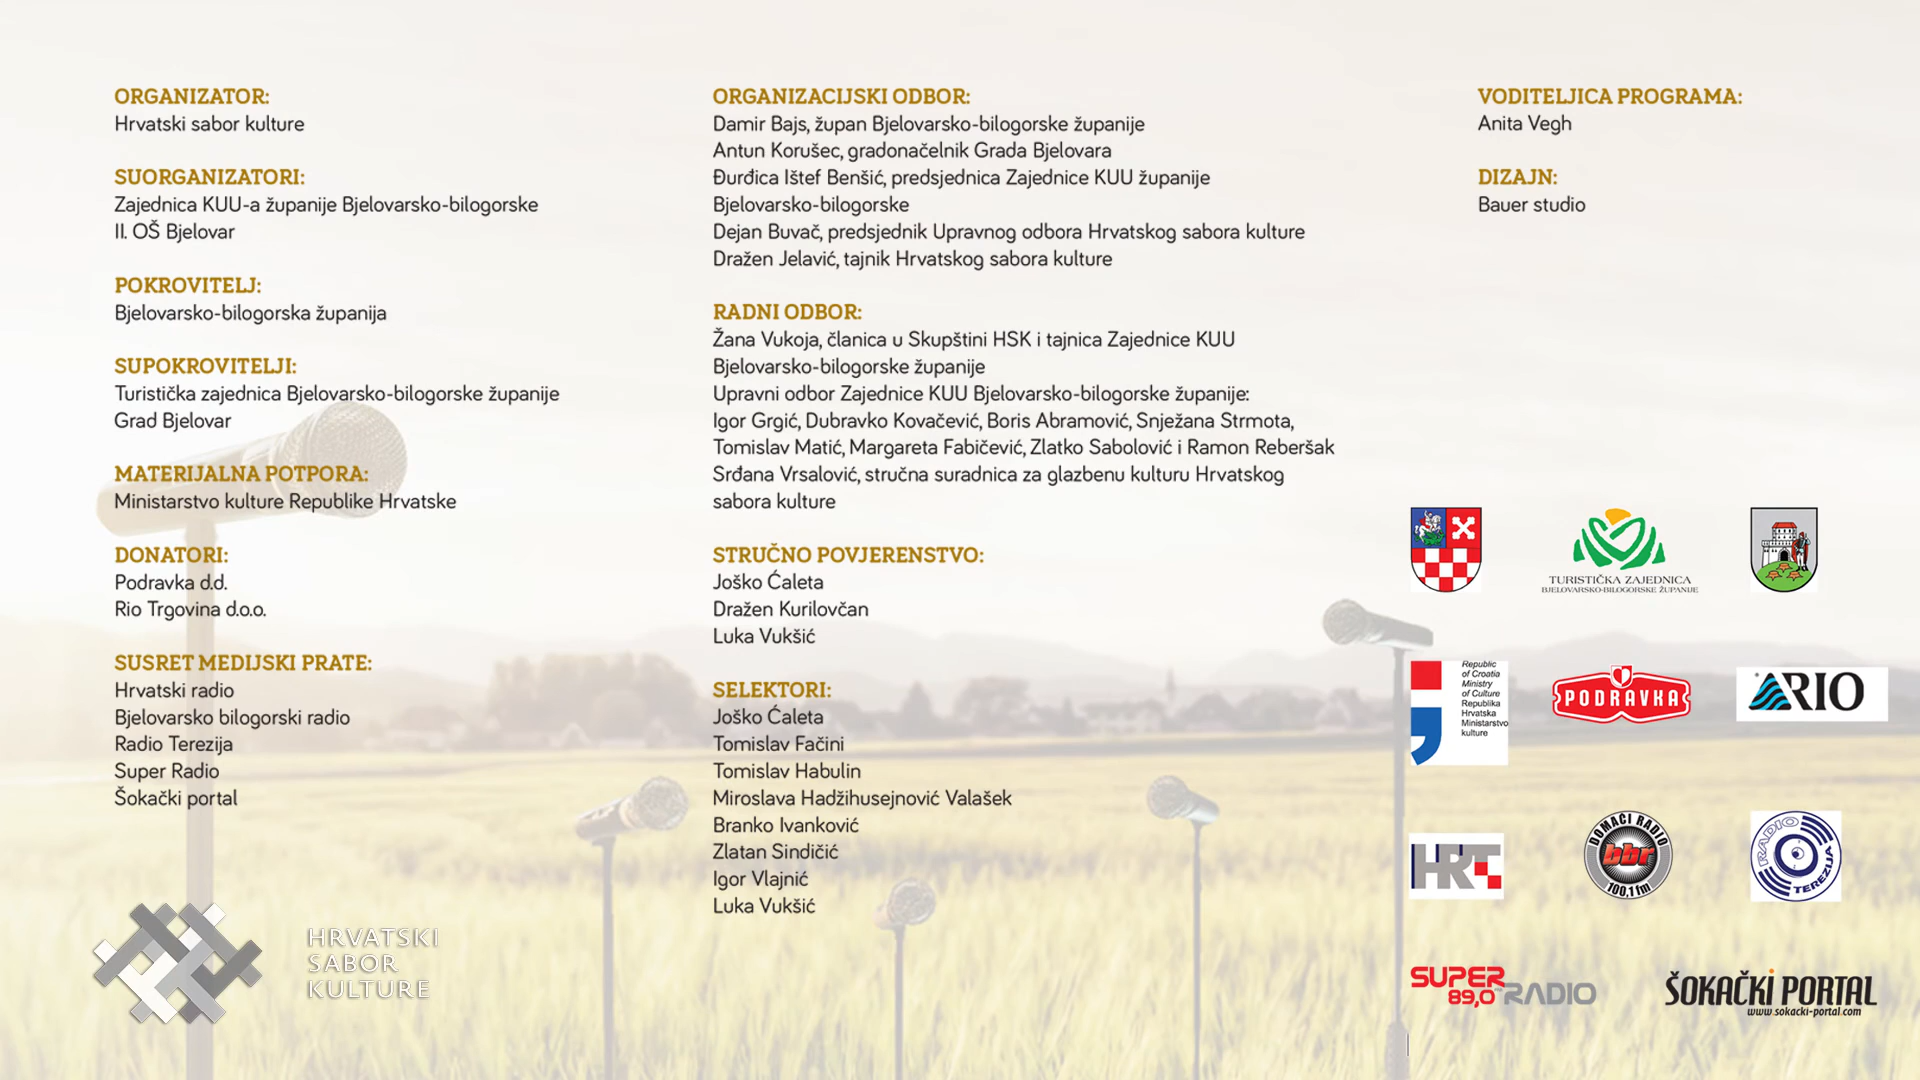 ORGANIZATOR:
Hrvatski sabor kulture
SUORGANIZATORI:
Zajednica KUU-a županije Bjelovarsko-bilogorske
II. OŠ Bjelovar
POKROVITELJ:
Bjelovarsko-bilogorska županija
SUPOKROVITELJI:
Turistička zajednica Bjelovarsko-bilogorske županije
Grad Bjelovar
MATERIJALNA POTPORA:
Ministarstvo kulture Republike Hrvatske
DONATORI:
Podravka d.d.
Rio Trgovina d.o.o.
SUSRET MEDIJSKI PRATE:
Hrvatski radio
Bjelovarsko bilogorski radio
Radio Terezija
Super Radio
Šokački portal
HRVATSKI
SABOR
KULTURE
ORGANIZACIJSKI ODBOR:
Damir Bajs, župan Bjelovarsko-bilogorske županije
Antun Korušec, gradonačelnik Grada Bjelovara
Đurđica Ištef Benšić, predsjednica Zajednice KUU županije
Bjelovarsko-bilogorske
Dejan Buvač, predsjednik Upravnog odbora Hrvatskog sabora kulture
Dražen Jelavić, tajnik Hrvatskog sabora kulture
RADNI ODBOR:
Žana Vukoja, članica u Skupštini HSK i tajnica Zajednice KUU
Bjelovarsko-bilogorske županije
Upravni odbor Zajednice KUU Bjelovarsko-bilogorske županije:
Igor Grgić, Dubravko Kovačević, Boris Abramović, Snježana Strmota,
Tomislav Matić, Margareta Fabičević, Zlatko Sabolović i Ramon Reberšak
Srđana Vrsalović, stručna suradnica za glazbenu kulturu Hrvatskog
sabora kulture
STRUČNO POVJERENSTVO:
Joško Ćaleta
Dražen Kurilovčan
Luka Vukšić
SELEKTORI:
Joško Ćaleta
Tomislav Fačini
Tomislav Habulin
Miroslava Hadžihusejnović Valašek
Branko Ivanković
Zlatan Sindičić
Igor Vlajnić
Luka Vukšić
VODITELJICA PROGRAMA:
Anita Vegh
DIZAJN:
Bauer studio
TURISTIČKA ZAJEDNICA
BJELOVARSKO-BILOGORSKE ŽUPANIJE
Republic
of Croatia
Ministry
of Culture
Republika
Hrvatska
Ministarstvo
kulture
PODRAVKA
RIO
HRT
DOMAĆI RADIO
bbr
100,1 fm
RADIO
TEREZIJA
SUPER
89,0 RADIO
ŠOKAČKI PORTAL
www.sokacki-portal.com